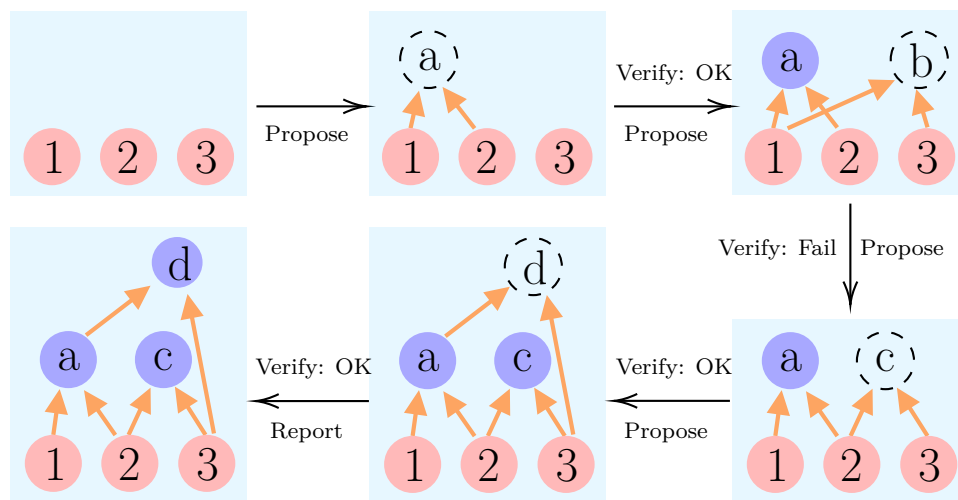 1 2 3
Propose
a
1 2 3
Verify: OK
Propose
a b
1 2 3
Verify: Fail Propose
a c
1 2 3
Verify: OK
Propose
d
a c
1 2 3
Verify: OK
Report
d
a c
1 2 3